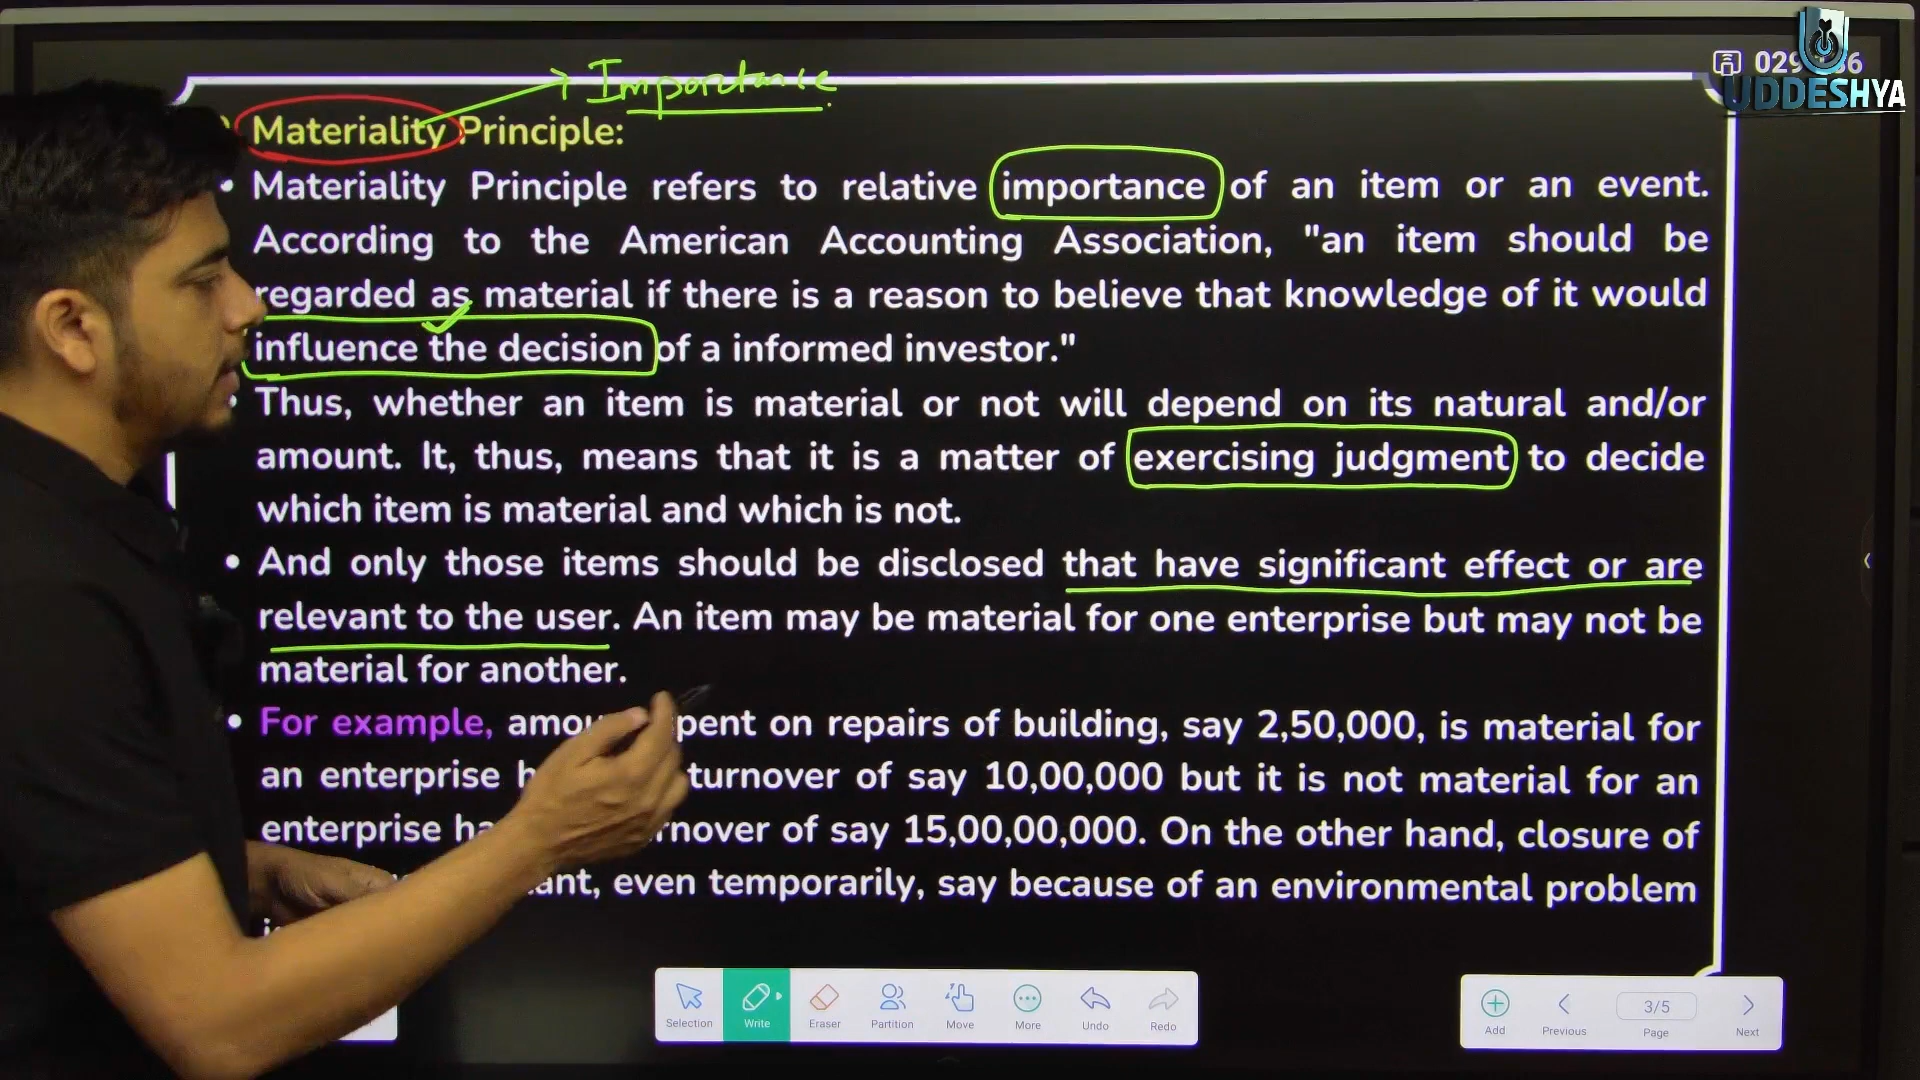 Importance
029 36
UDDESHYA
Materiality Principle:
• Materiality Principle refers to relative importance of an item or an event.
According to the American Accounting Association, "an item should be
regarded as material if there is a reason to believe that knowledge of it would
influence the decision of a informed investor."
• Thus, whether an item is material or not will depend on its natural and/or
amount. It, thus, means that it is a matter of exercising judgment to decide
which item is material and which is not.
• And only those items should be disclosed that have significant effect or are
relevant to the user. An item may be material for one enterprise but may not be
material for another.
• For example, on repairs of building, say 2,50,000, is material for
an enterprise turnover of say 10,00,000 but it is not material for an
enterprise of say 15,00,00,000. On the other hand, closure of
even temporarily, say because of an environmental problem
Selection Write Eraser Partition Move More Undo Redo
Add Previous 3/5 Page Next